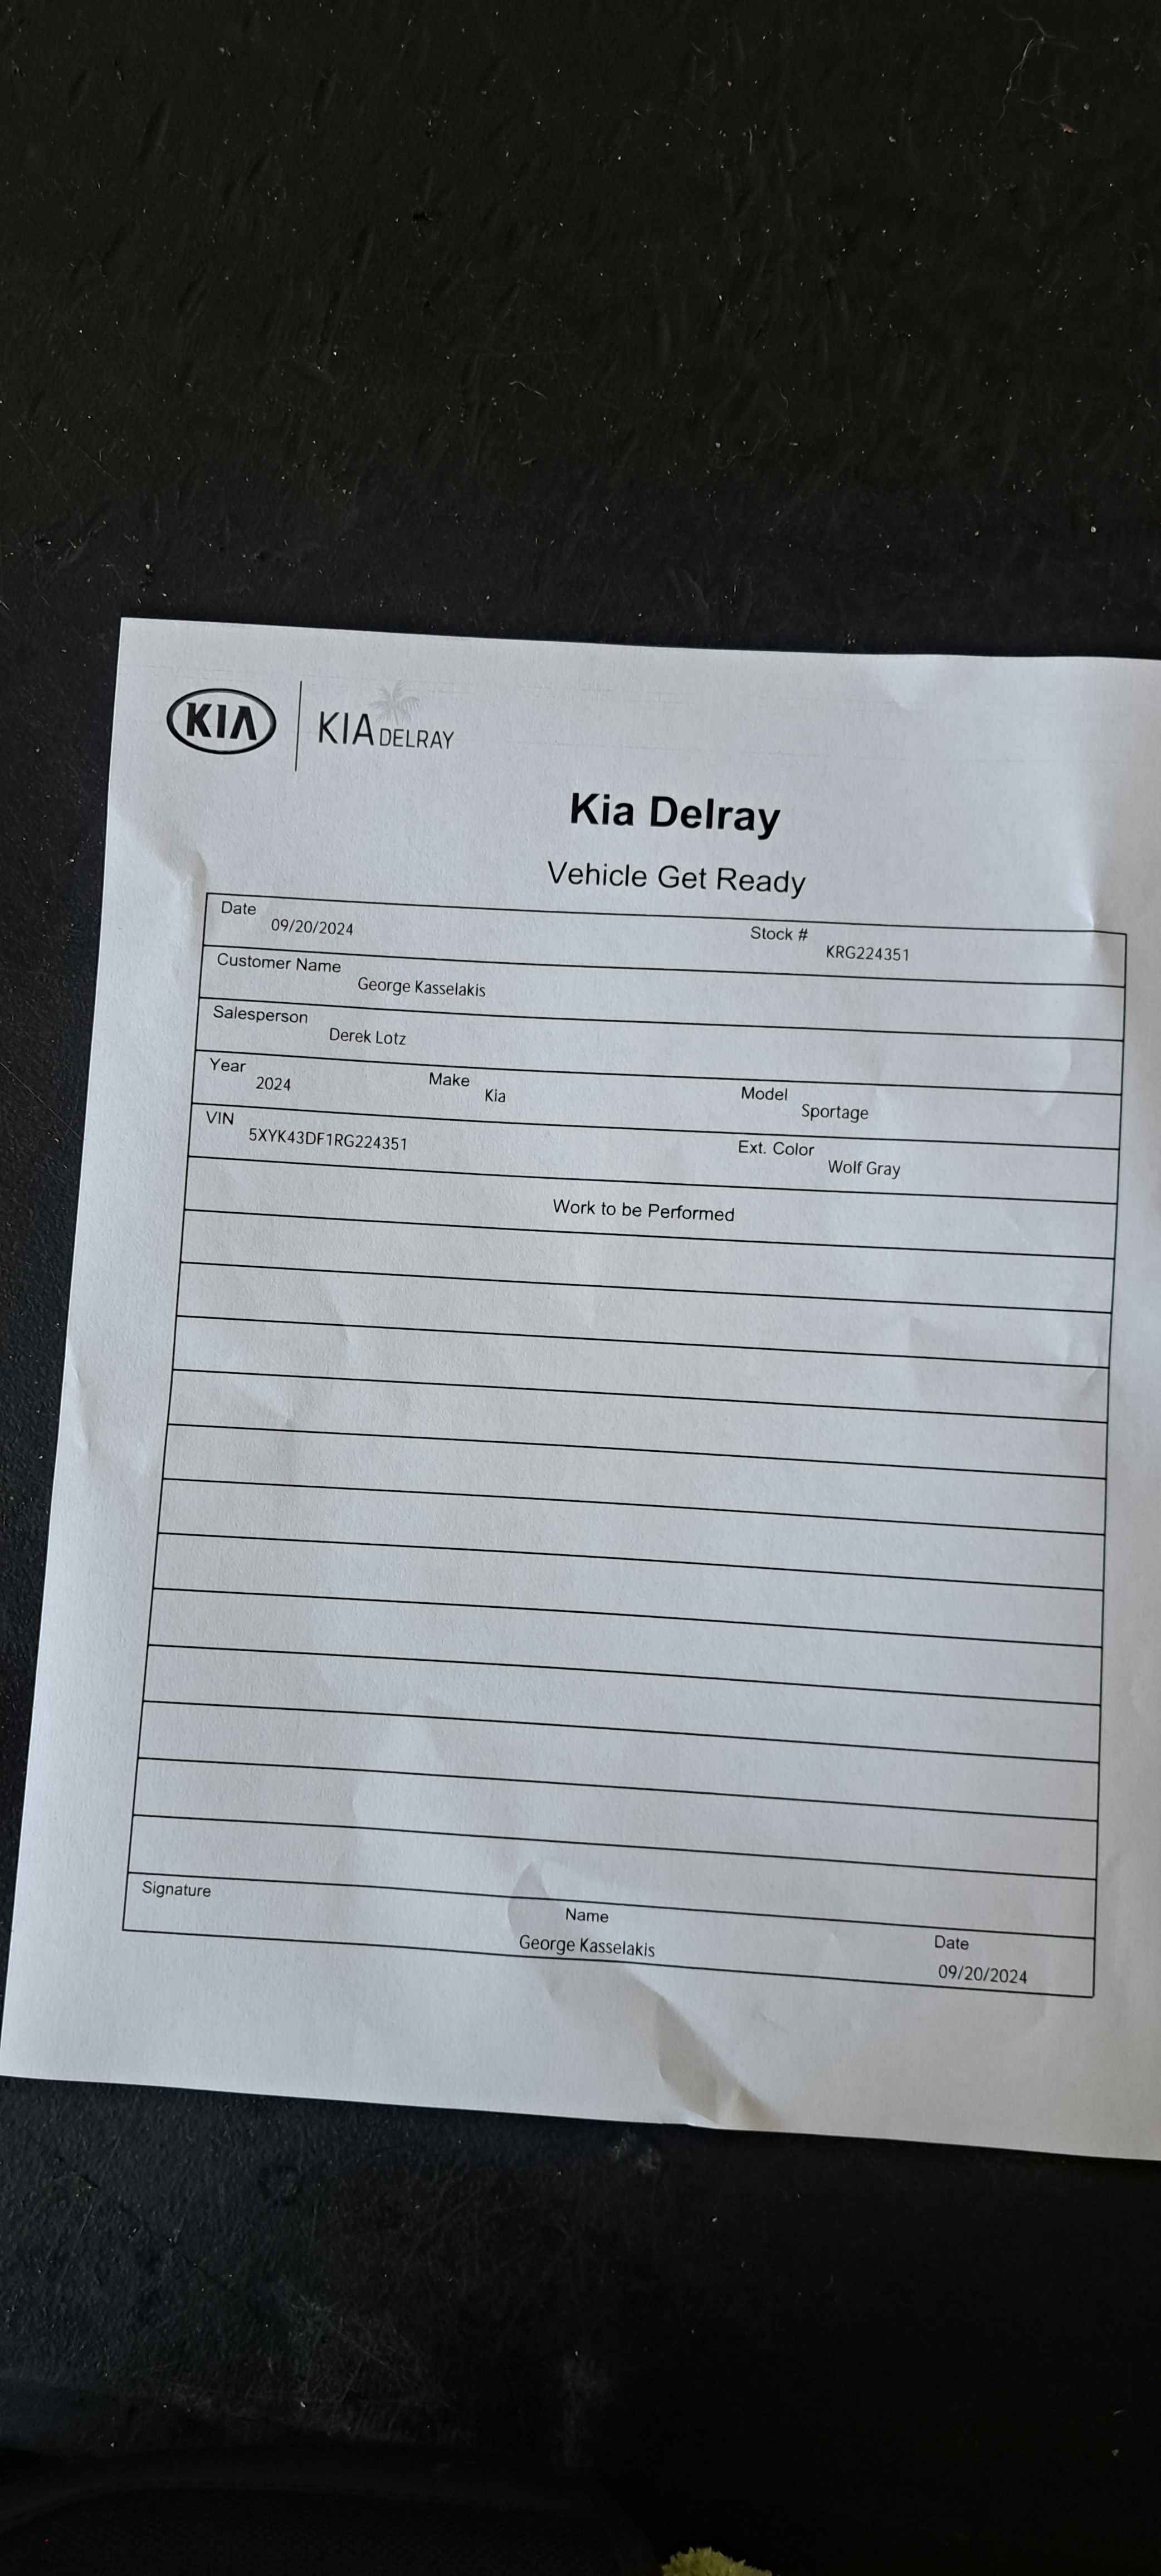 KIA KIA DELRAY
Kia Delray
Vehicle Get Ready
Date 09/20/2024 Stock # KRG224351
Customer Name George Kasselakis
Salesperson Derek Lotz
Year 2024 Make Kia Model Sportage
VIN 5XYK43DF1RG224351 Ext. Color Wolf Gray
Work to be Performed
Signature Name Date
George Kasselakis 09/20/2024